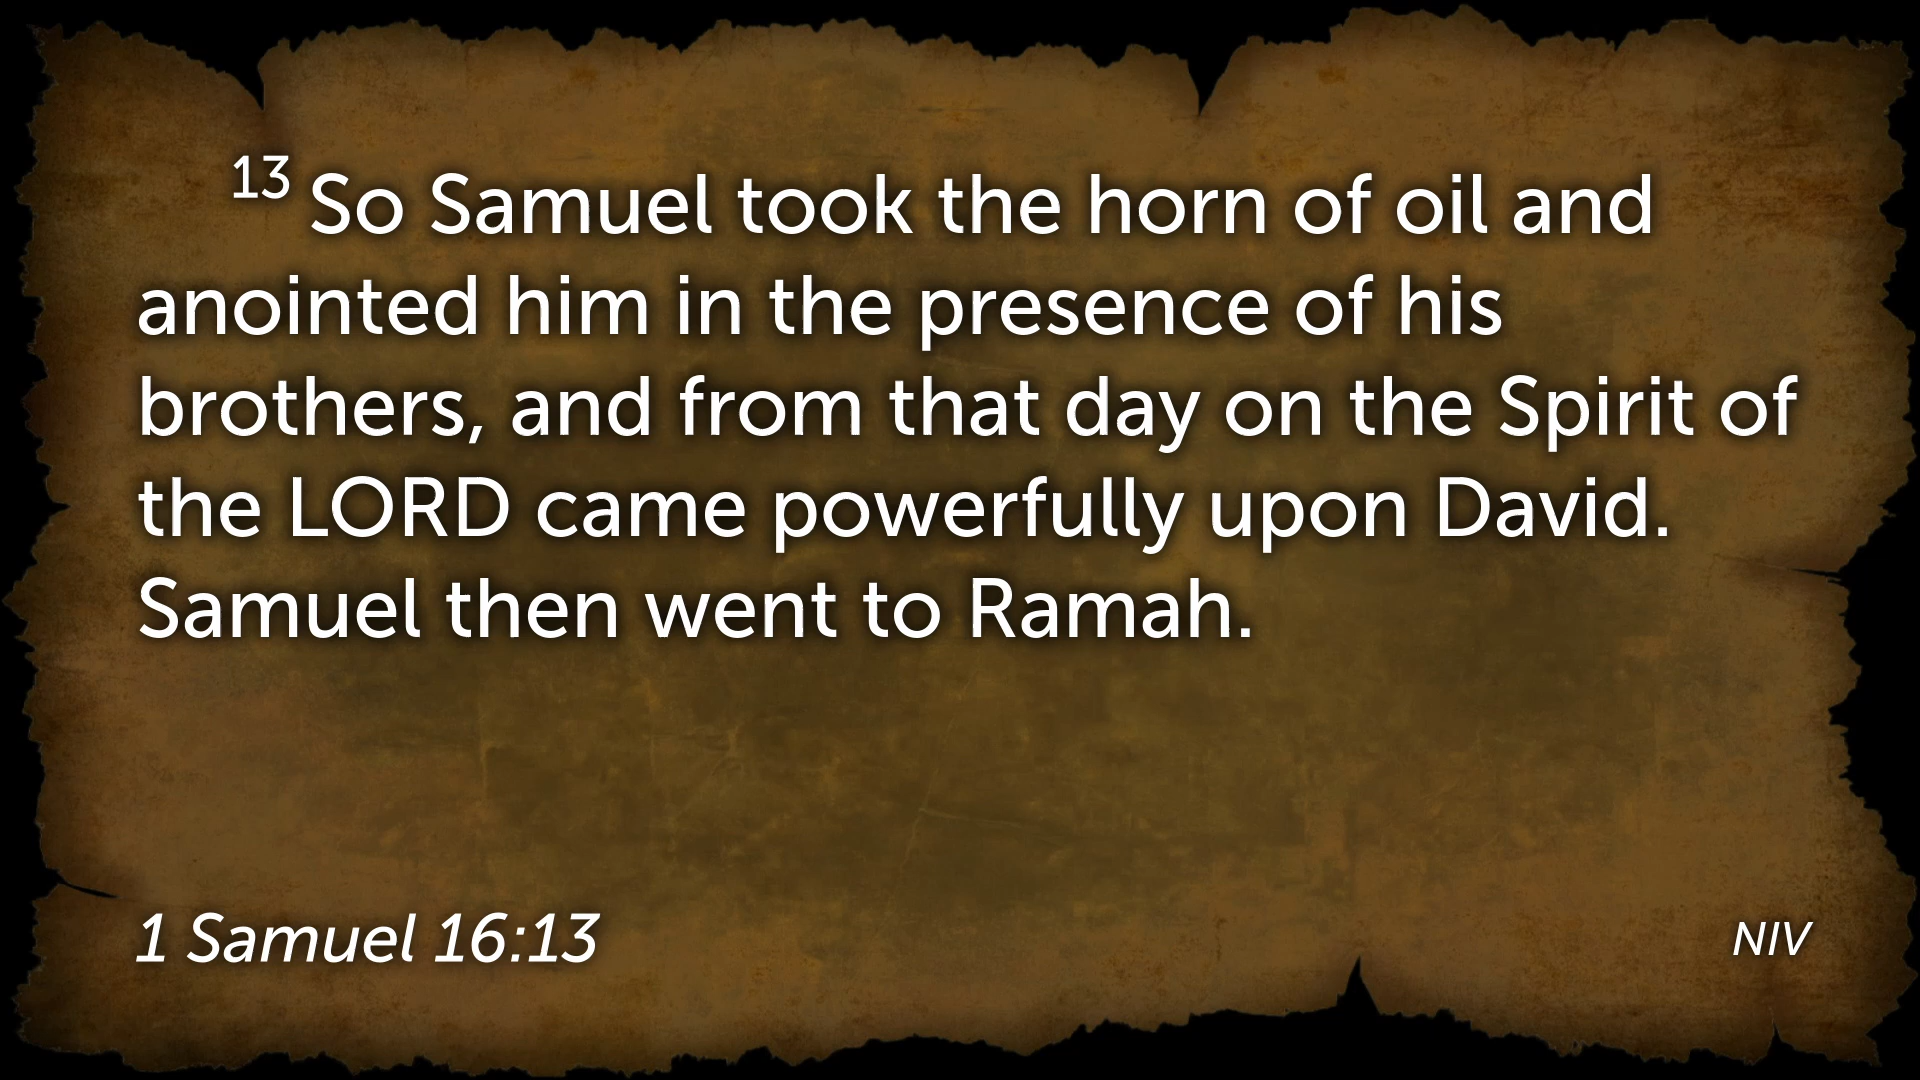 13 So Samuel took the horn of oil and
anointed him in the presence of his
brothers, and from that day on the Spirit of
the LORD came powerfully upon David.
Samuel then went to Ramah.
1 Samuel 16:13
NIV